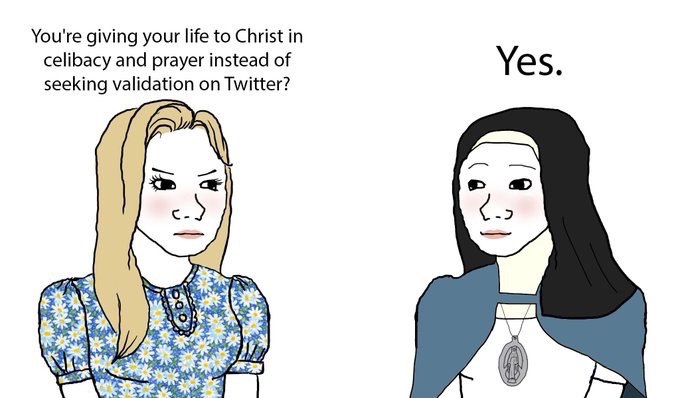 You're giving your life to Christ in
celibacy and prayer instead of
seeking validation on Twitter?
Yes.